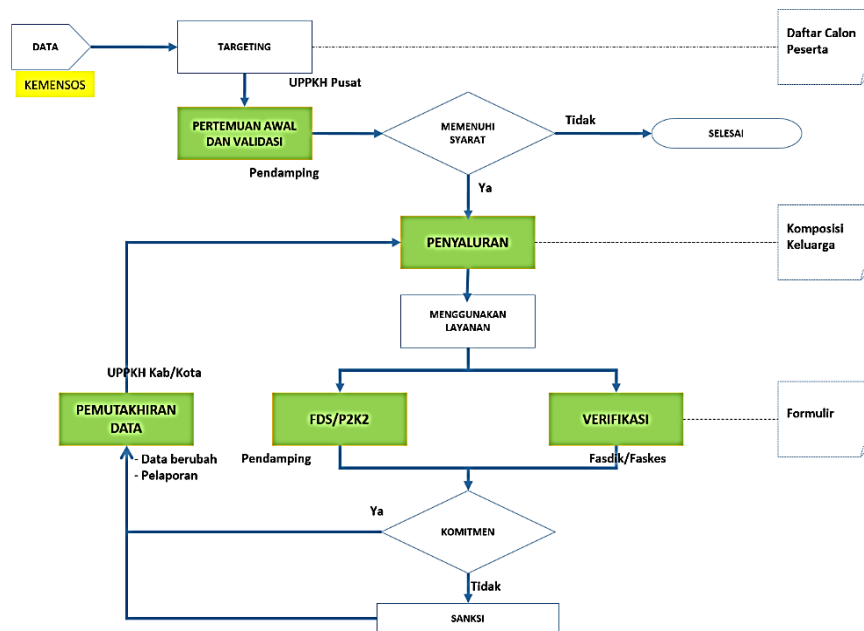 DATA
KEMENSOS
TARGETING
UPPKH Pusat
Daftar Calon
Peserta
PERTEMUAN AWAL
DAN VALIDASI
Pendamping
MEMENUHI
SYARAT
Tidak
SELESAI
Ya
PENYALURAN
Komposisi
Keluarga
MENGGUNAKAN
LAYANAN
UPPKH Kab/Kota
PEMUTAKHIRAN
DATA
- Data berubah
- Pelaporan
FDS/P2K2
Pendamping
VERIFIKASI
Fasdik/Faskes
Formulir
Ya
KOMITMEN
Tidak
SANKSI